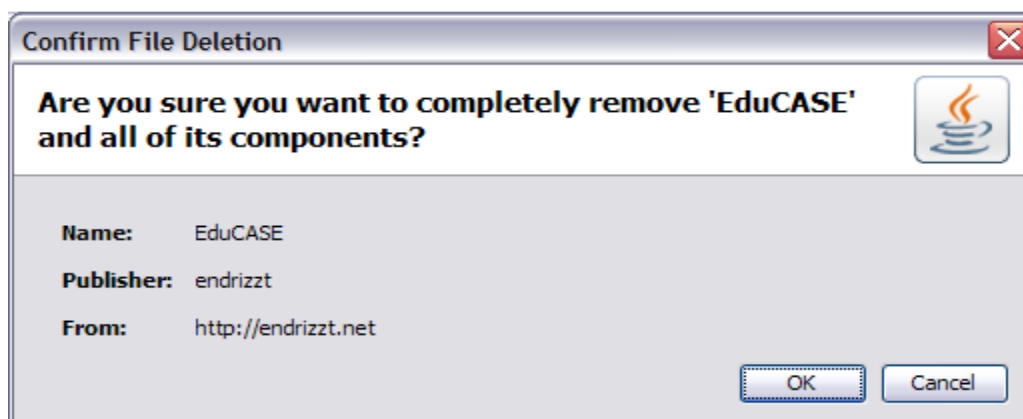 Confirm File Deletion
Are you sure you want to completely remove 'EduCASE'
and all of its components?
Name: EduCASE
Publisher: endrizzt
From: http://endrizzt.net
OK Cancel